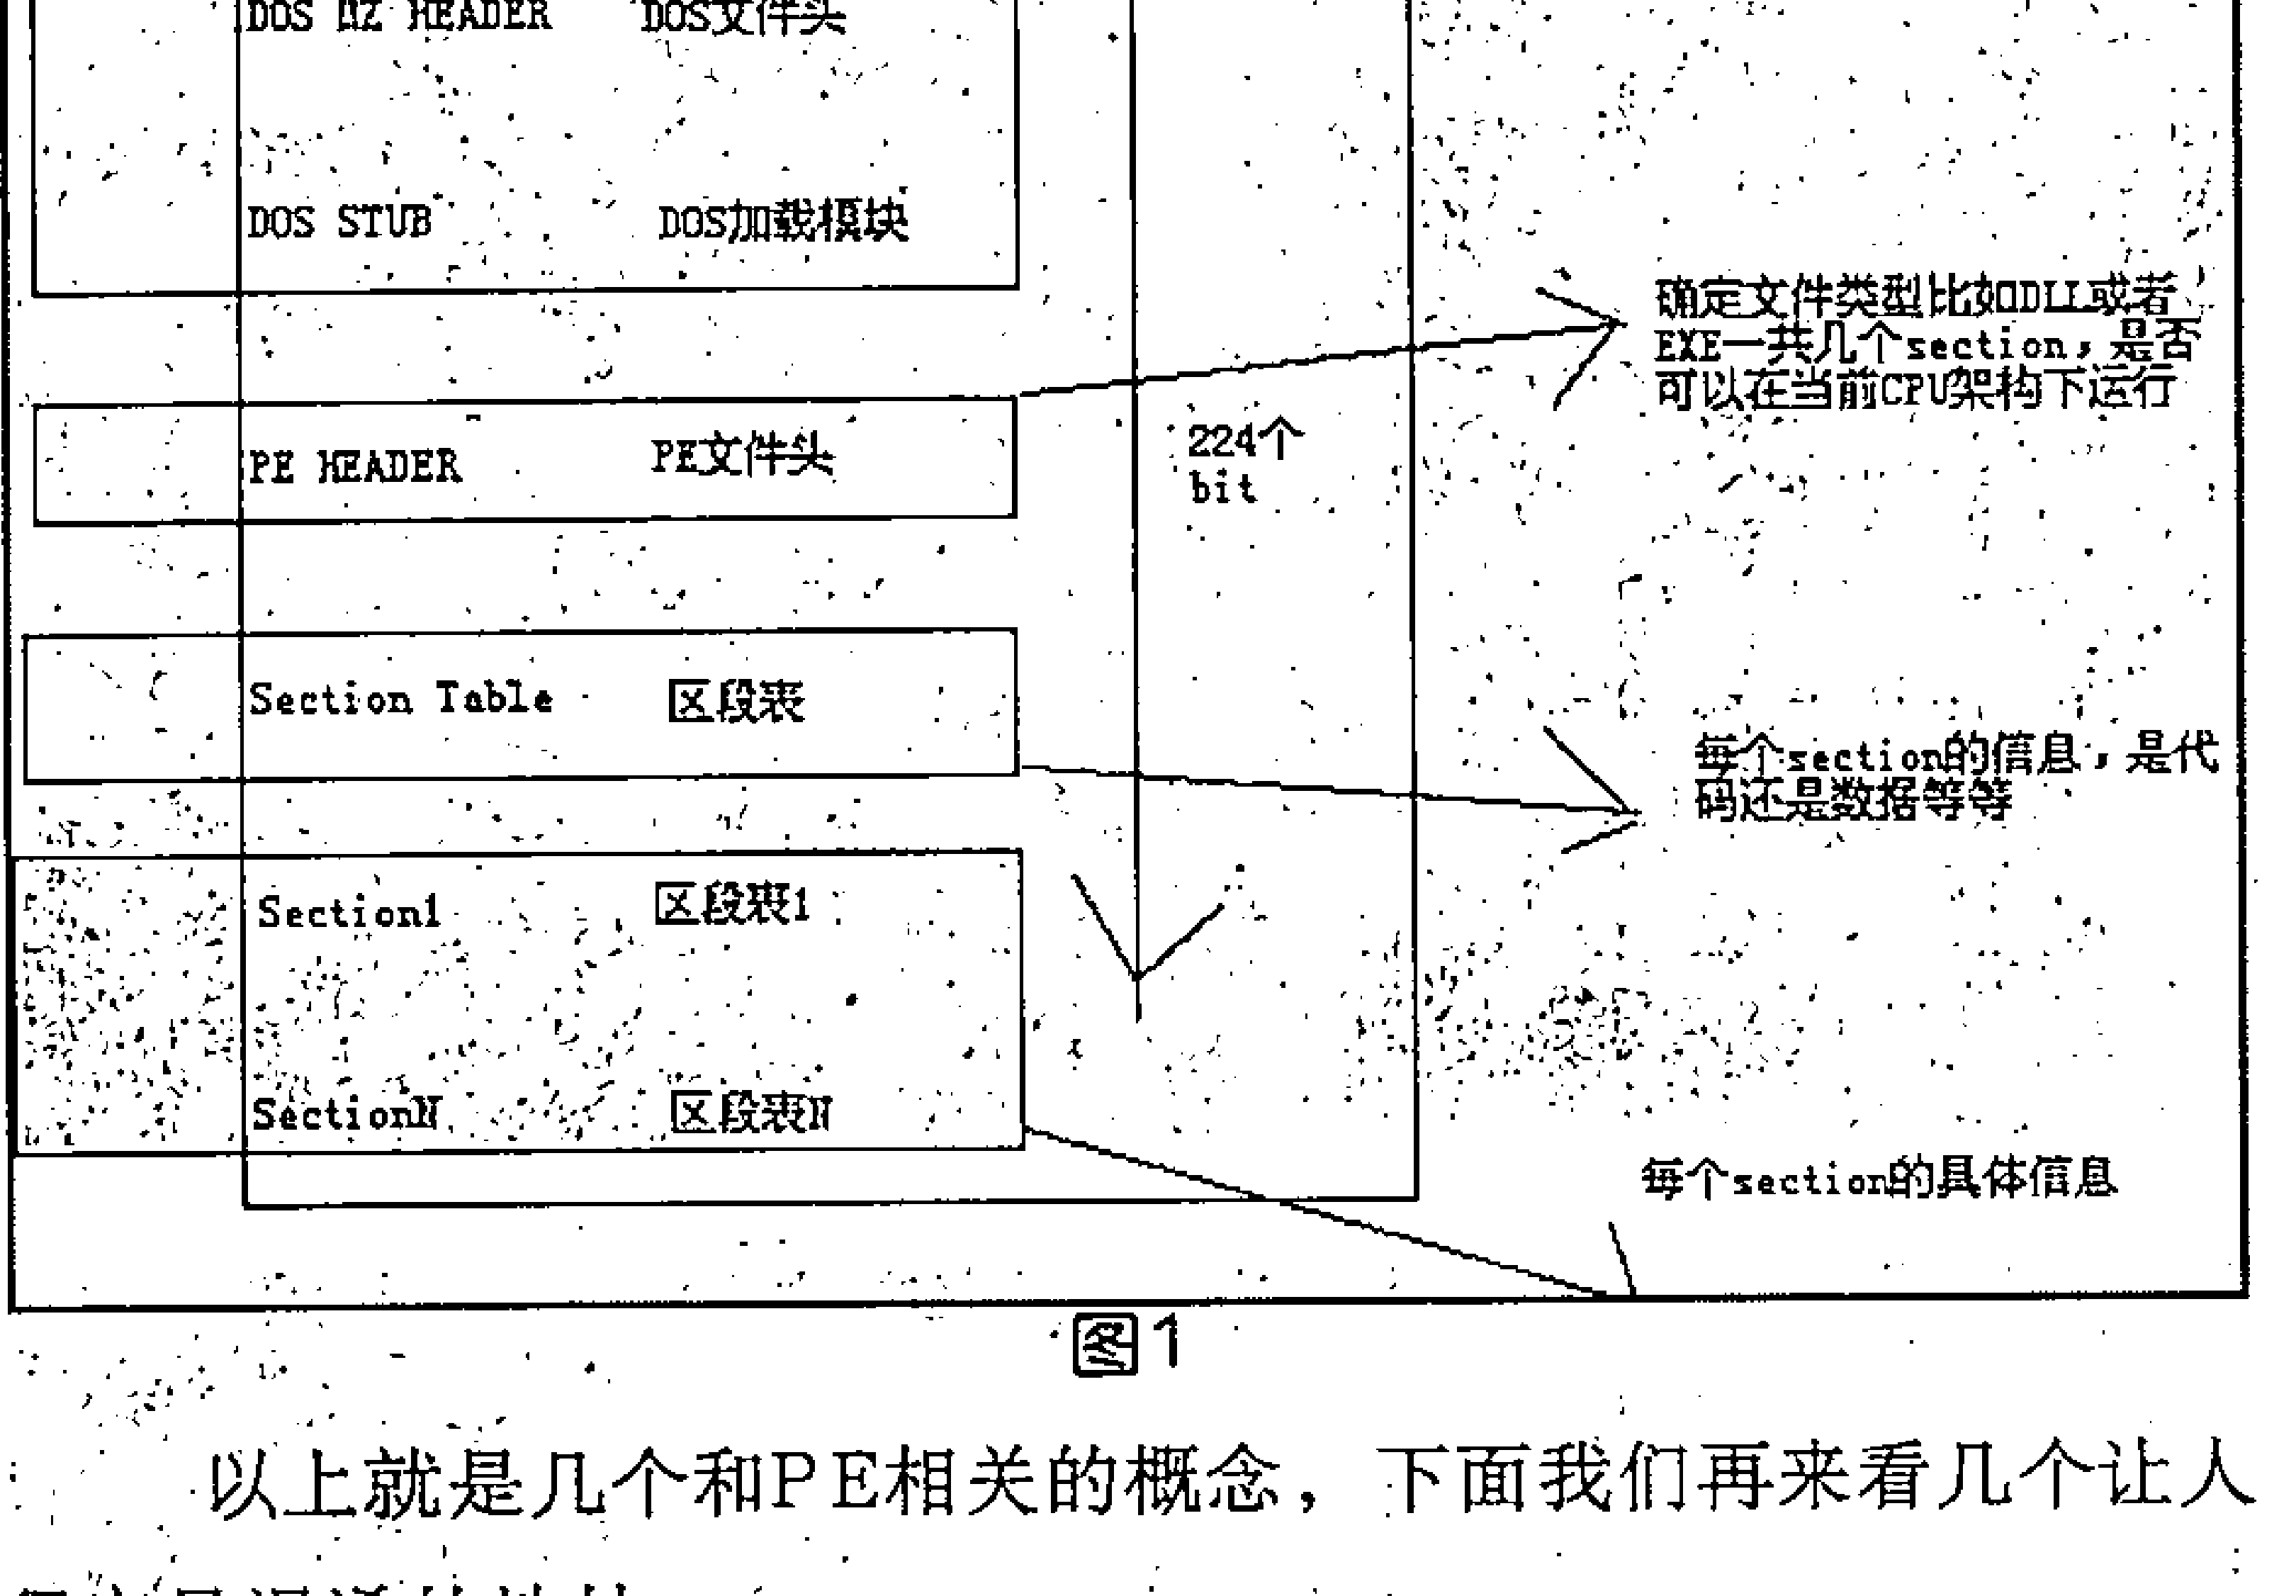 DOS MZ HEADER DOS文件头
DOS STUB DOS加载模块
确定文件类型比如DLL或者
EXE一共几个section,是否
可以在当前CPU架构下运行
PE HEADER PE文件头
224个
bit
Section Table 区段表
每个section的信息,是代
码还是数据等等
Section1 区段表1
SectionN 区段表N
每个section的具体信息
图1
以上就是几个和PE相关的概念,下面我们再来看几个让人